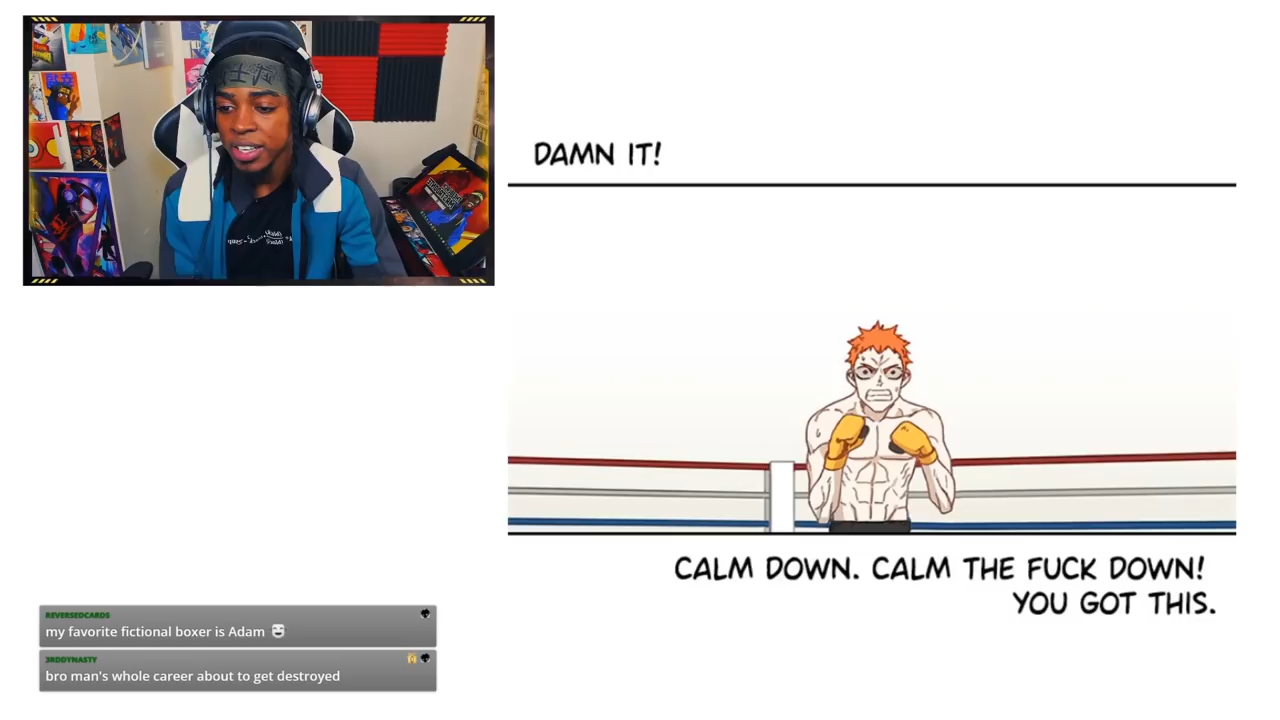 DAMN IT!
CALM DOWN. CALM THE FUCK DOWN!
YOU GOT THIS.
REVERSEDCARDS
my favorite fictional boxer is Adam
3RDDYNASTY
bro man's whole career about to get destroyed